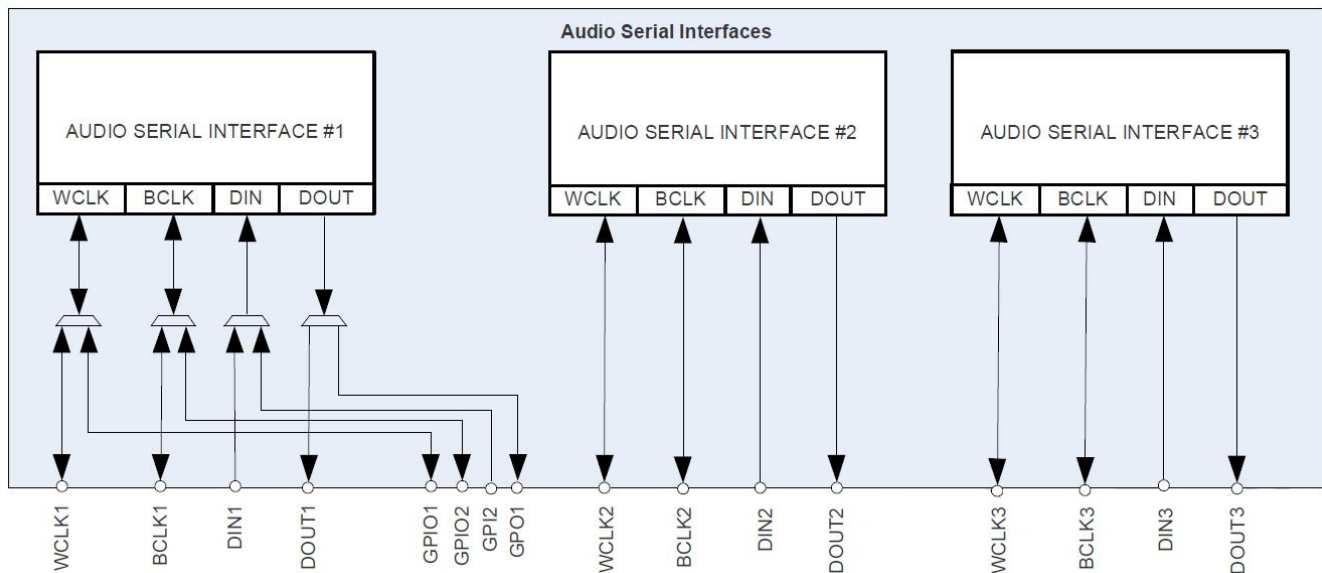 Audio Serial Interfaces
AUDIO SERIAL INTERFACE #1
WCLK BCLK DIN DOUT
AUDIO SERIAL INTERFACE #2
WCLK BCLK DIN DOUT
AUDIO SERIAL INTERFACE #3
WCLK BCLK DIN DOUT
WCLK1
BCLK1
DIN1
DOUT1
GPIO1
GPIO2
GPI2
GPO1
WCLK2
BCLK2
DIN2
DOUT2
WCLK3
BCLK3
DIN3
DOUT3